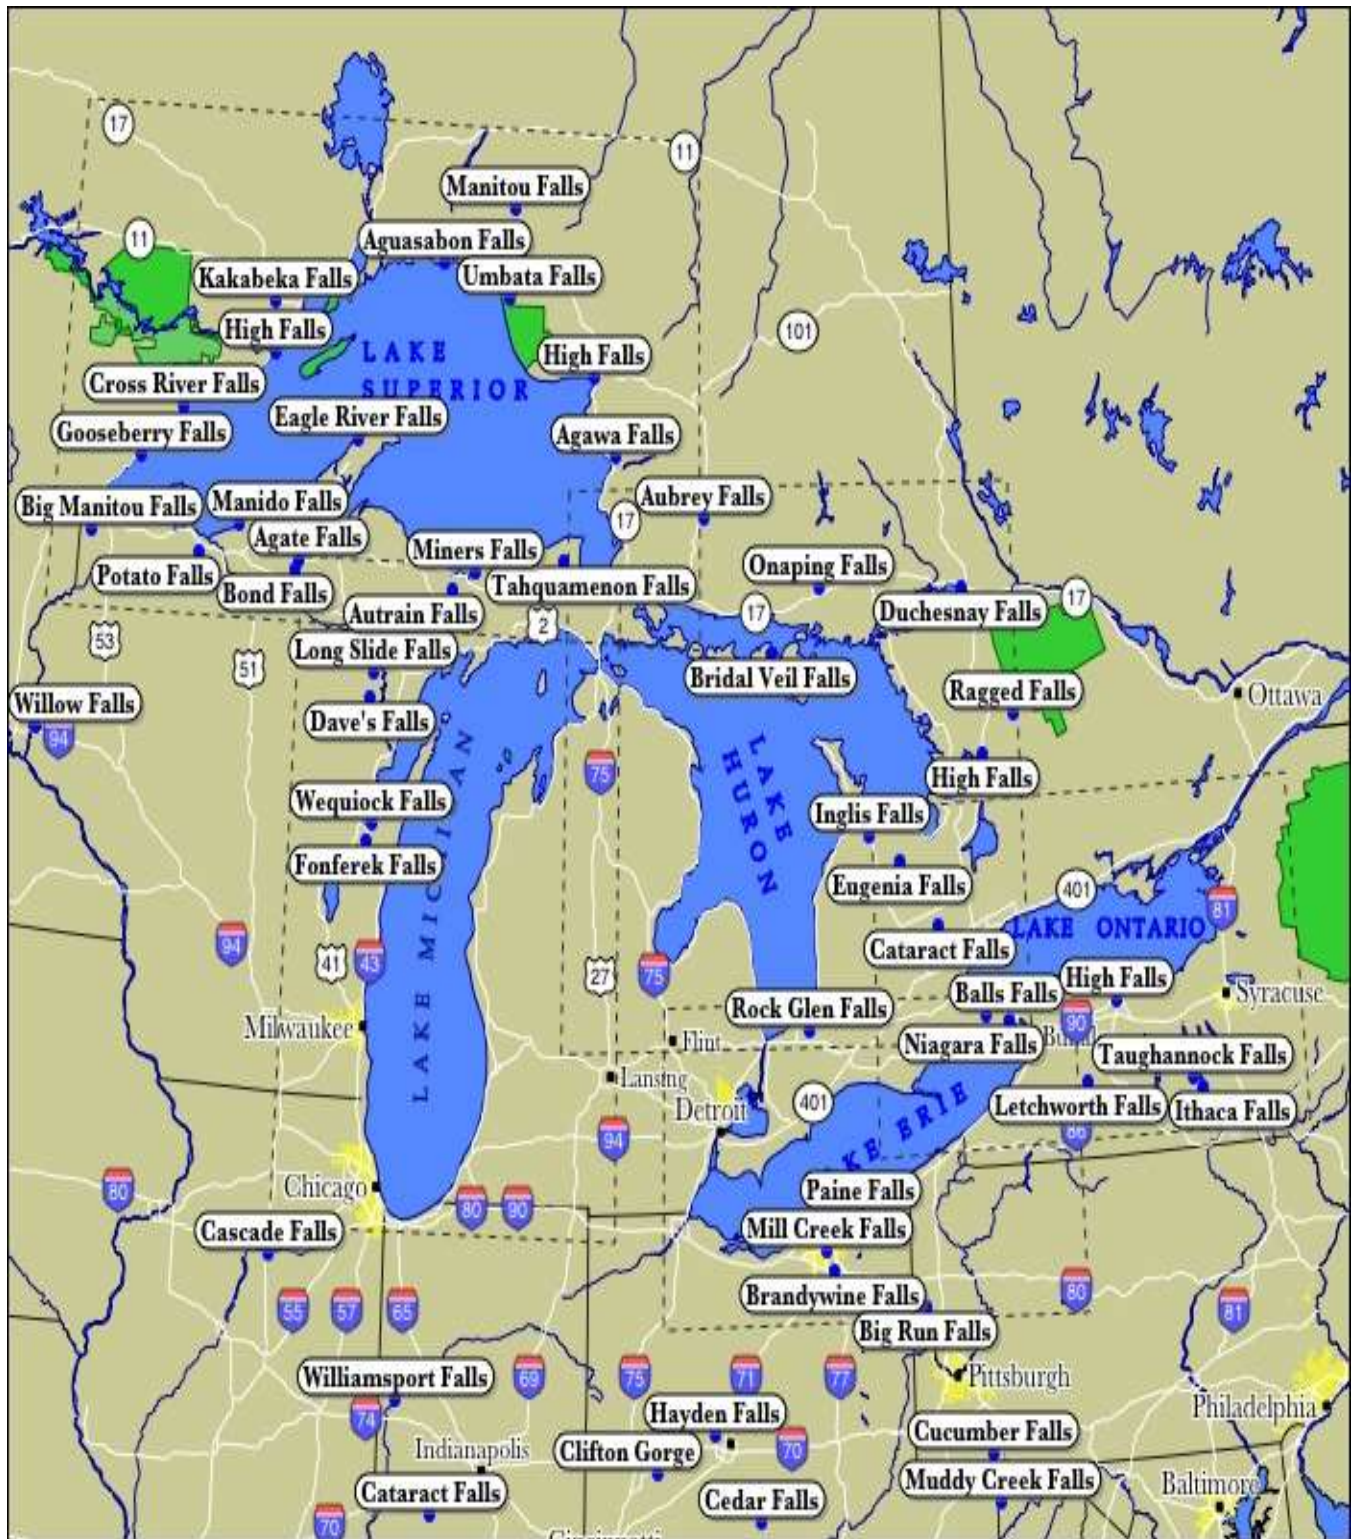 17
11
Manitou Falls
11
Aguasabon Falls
Kakabeka Falls
Umbata Falls
High Falls
101
LAKE
SUPERIOR
High Falls
Cross River Falls
Eagle River Falls
Gooseberry Falls
Agawa Falls
Big Manitou Falls
Manido Falls
Aubrey Falls
17
Agate Falls
Miners Falls
Potato Falls
Bond Falls
Tahquamenon Falls
Onaping Falls
Autrain Falls
17
Duchesnay Falls
17
53
2
Long Slide Falls
51
Bridal Veil Falls
Ragged Falls
Ottawa
Willow Falls
94
Dave's Falls
75
LAKE
HURON
High Falls
Wequiock Falls
Inglis Falls
Fonferek Falls
Eugenia Falls
LAKE MICHIGAN
401
81
94
41
43
27
75
Cataract Falls
LAKE ONTARIO
High Falls
Balls Falls
Syracuse
Rock Glen Falls
90
Milwaukee
Flint
Niagara Falls
Taughannock Falls
Lansing
Detroit
401
Letchworth Falls
Ithaca Falls
94
LAKE ERIE
86
Chicago
80
80
90
Paine Falls
Cascade Falls
Mill Creek Falls
Brandywine Falls
80
81
55
57
65
Big Run Falls
Williamsport Falls
69
75
71
77
Pittsburgh
74
Hayden Falls
Philadelphia
Indianapolis
Clifton Gorge
70
Cucumber Falls
Cataract Falls
Cedar Falls
Muddy Creek Falls
Baltimore
70